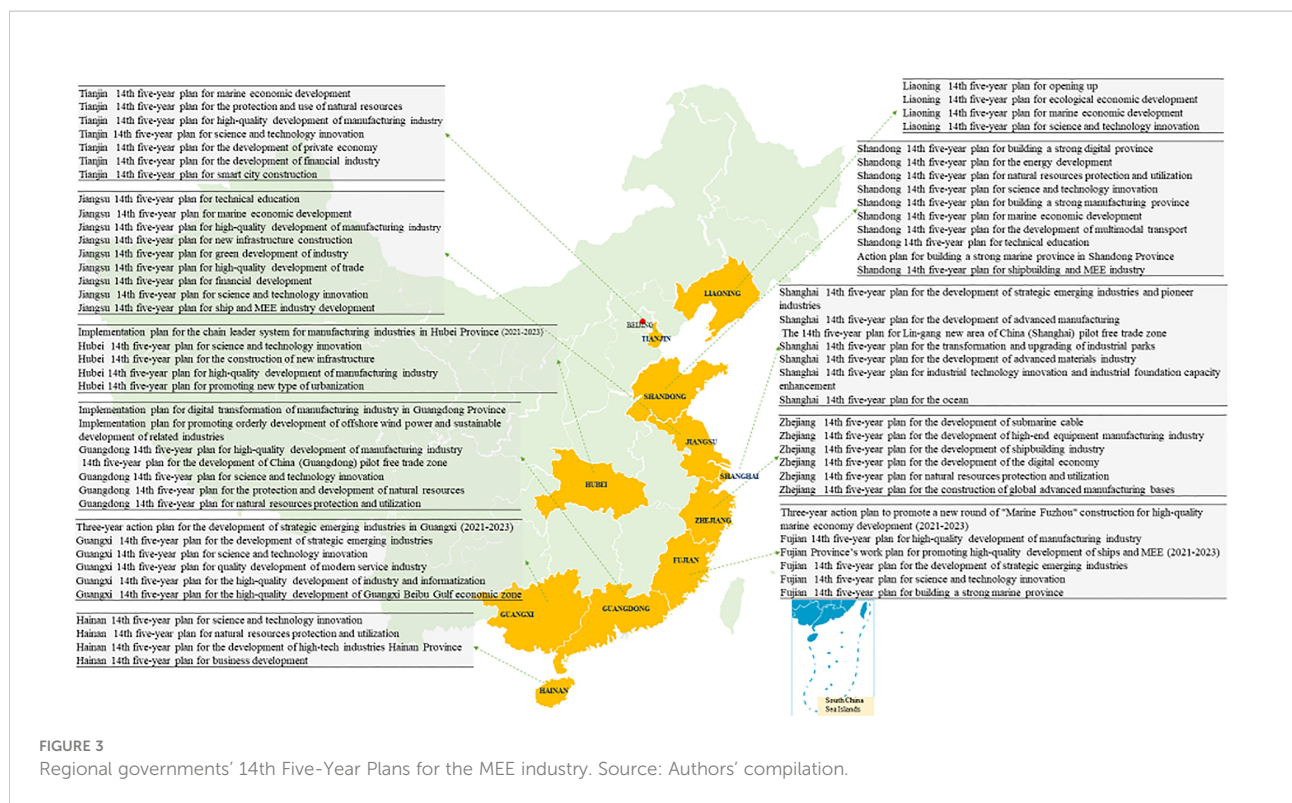 Tianjin 14th five-year plan for marine economic development
Tianjin 14th five-year plan for the protection and use of natural resources
Tianjin 14th five-year plan for high-quality development of manufacturing industry
Tianjin 14th five-year plan for science and technology innovation
Tianjin 14th five-year plan for the development of private economy
Tianjin 14th five-year plan for the development of financial industry
Tianjin 14th five-year plan for smart city construction
Jiangsu 14th five-year plan for technical education
Jiangsu 14th five-year plan for marine economic development
Jiangsu 14th five-year plan for high-quality development of manufacturing industry
Jiangsu 14th five-year plan for new infrastructure construction
Jiangsu 14th five-year plan for green development of industry
Jiangsu 14th five-year plan for high-quality development of trade
Jiangsu 14th five-year plan for financial development
Jiangsu 14th five-year plan for science and technology innovation
Jiangsu 14th five-year plan for ship and MEE industry development
Implementation plan for the chain leader system for manufacturing industries in Hubei Province (2021-2023)
Hubei 14th five-year plan for science and technology innovation
Hubei 14th five-year plan for the construction of new infrastructure
Hubei 14th five-year plan for high-quality development of manufacturing industry
Hubei 14th five-year plan for promoting new type of urbanization
Implementation plan for digital transformation of manufacturing industry in Guangdong Province
Implementation plan for promoting orderly development of offshore wind power and sustainable
development of related industries
Guangdong 14th five-year plan for high-quality development of manufacturing industry
14th five-year plan for the development of China (Guangdong) pilot free trade zone
Guangdong 14th five-year plan for science and technology innovation
Guangdong 14th five-year plan for the protection and development of natural resources
Guangdong 14th five-year plan for natural resources protection and utilization
Three-year action plan for the development of strategic emerging industries in Guangxi (2021-2023)
Guangxi 14th five-year plan for the development of strategic emerging industries
Guangxi 14th five-year plan for science and technology innovation
Guangxi 14th five-year plan for quality development of modern service industry
Guangxi 14th five-year plan for the high-quality development of industry and informatization
Guangxi 14th five-year plan for the high-quality development of Guangxi Beibu Gulf economic zone
Hainan 14th five-year plan for science and technology innovation
Hainan 14th five-year plan for natural resources protection and utilization
Hainan 14th five-year plan for the development of high-tech industries Hainan Province
Hainan 14th five-year plan for business development
Liaoning 14th five-year plan for opening up
Liaoning 14th five-year plan for ecological economic development
Liaoning 14th five-year plan for marine economic development
Liaoning 14th five-year plan for science and technology innovation
Shandong 14th five-year plan for building a strong digital province
Shandong 14th five-year plan for the energy development
Shandong 14th five-year plan for natural resources protection and utilization
Shandong 14th five-year plan for science and technology innovation
Shandong 14th five-year plan for building a strong manufacturing province
Shandong 14th five-year plan for marine economic development
Shandong 14th five-year plan for the development of multimodal transport
Shandong 14th five-year plan for technical education
Action plan for building a strong marine province in Shandong Province
Shandong 14th five-year plan for shipbuilding and MEE industry
Shanghai 14th five-year plan for the development of strategic emerging industries and pioneer
industries
Shanghai 14th five-year plan for the development of advanced manufacturing
The 14th five-year plan for Lin-gang new area of China (Shanghai) pilot free trade zone
Shanghai 14th five-year plan for the transformation and upgrading of industrial parks
Shanghai 14th five-year plan for the development of advanced materials industry
Shanghai 14th five-year plan for industrial technology innovation and industrial foundation capacity
enhancement
Shanghai 14th five-year plan for the ocean
Zhejiang 14th five-year plan for the development of submarine cable
Zhejiang 14th five-year plan for the development of high-end equipment manufacturing industry
Zhejiang 14th five-year plan for the development of shipbuilding industry
Zhejiang 14th five-year plan for the development of the digital economy
Zhejiang 14th five-year plan for natural resources protection and utilization
Zhejiang 14th five-year plan for the construction of global advanced manufacturing bases
Three-year action plan to promote a new round of "Marine Fuzhou" construction for high-quality
marine economy development (2021-2023)
Fujian 14th five-year plan for high-quality development of manufacturing industry
Fujian Province's work plan for promoting high-quality development of ships and MEE (2021-2023)
Fujian 14th five-year plan for the development of strategic emerging industries
Fujian 14th five-year plan for science and technology innovation
Fujian 14th five-year plan for building a strong marine province
LIAONING
BEIJING
TIANJIN
SHANDONG
JIANGSU
SHANGHAI
HUBEI
ZHEJIANG
FUJIAN
GUANGDONG
GUANGXI
HAINAN
South China
Sea Islands
FIGURE 3
Regional governments' 14th Five-Year Plans for the MEE industry. Source: Authors' compilation.